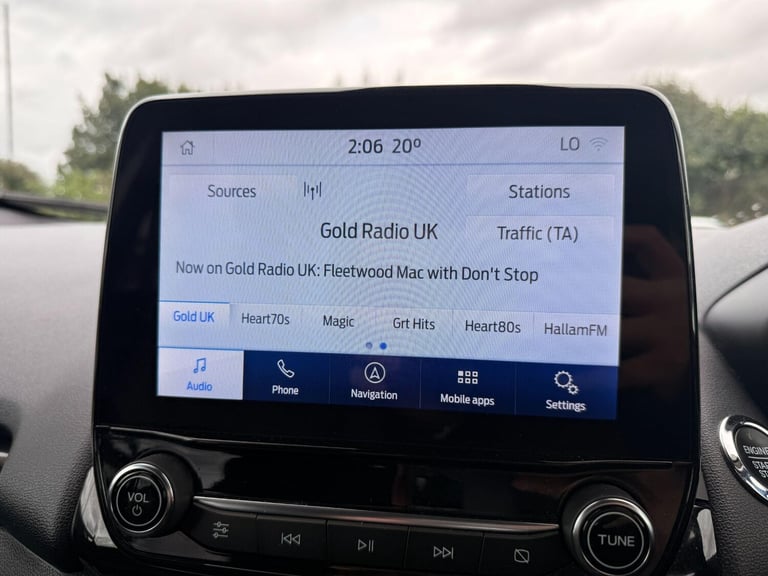 2:06 20º LO
Sources Stations
Gold Radio UK Traffic (TA)
Now on Gold Radio UK: Fleetwood Mac with Don't Stop
Gold UK Heart70s Magic Grt Hits Heart80s HallamFM
Audio Phone Navigation Mobile apps Settings
VOL TUNE
ENGINE
START